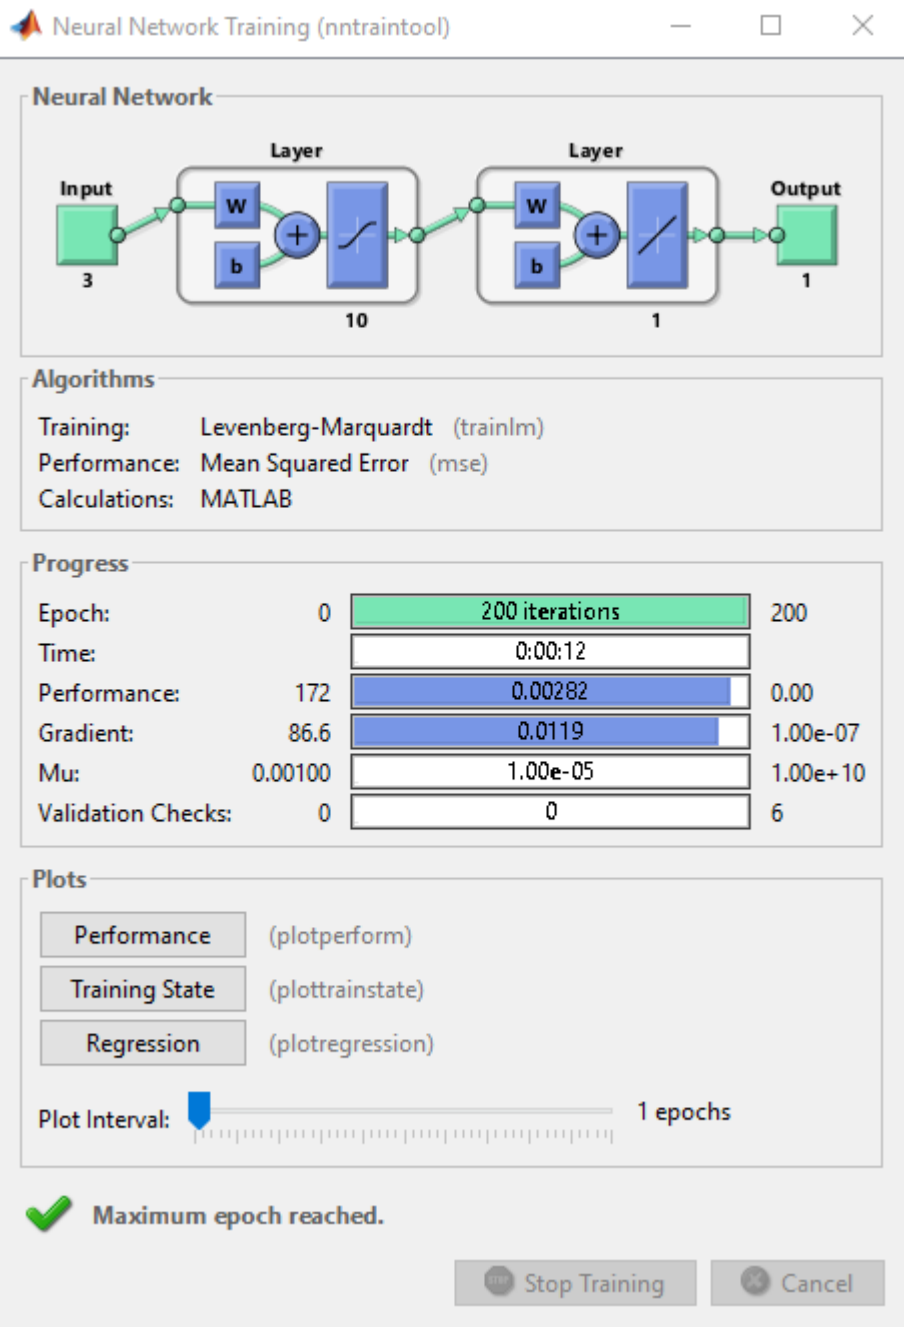 Neural Network Training (nntraintool)
Neural Network
Layer Layer
Input Output
W W
b b
3 1
10 1
Algorithms
Training: Levenberg-Marquardt (trainlm)
Performance: Mean Squared Error (mse)
Calculations: MATLAB
Progress
Epoch: 0 200 iterations 200
Time: 0:00:12
Performance: 172 0.00282 0.00
Gradient: 86.6 0.0119 1.00e-07
Mu: 0.00100 1.00e-05 1.00e+10
Validation Checks: 0 0 6
Plots
Performance (plotperform)
Training State (plottrainstate)
Regression (plotregression)
Plot Interval: 1 epochs
Maximum epoch reached.
STOP Stop Training Cancel